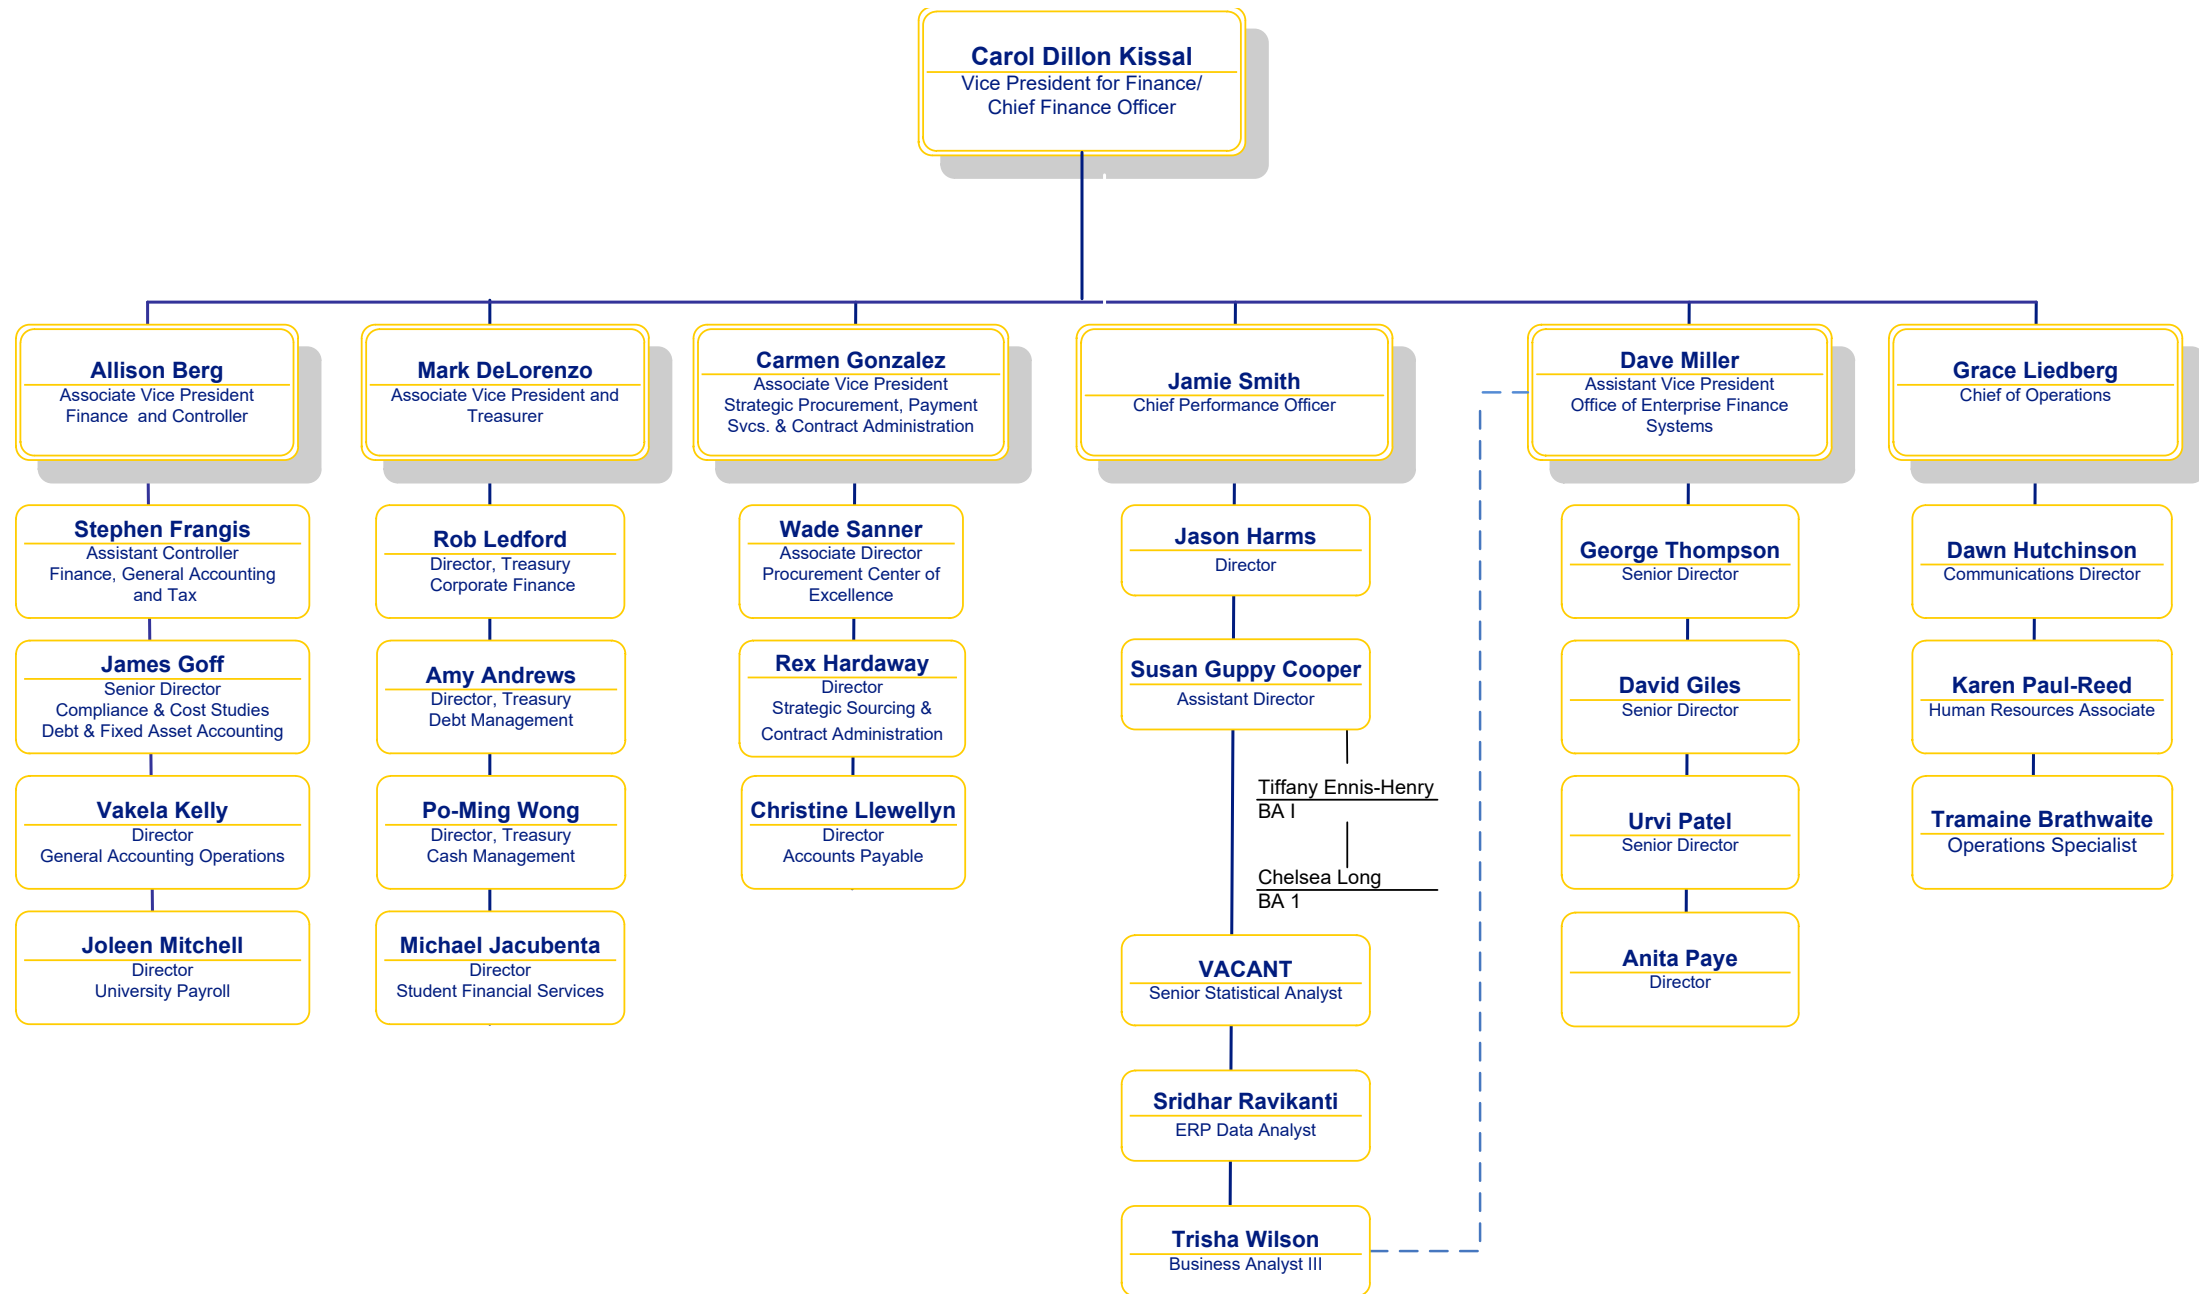 Carol Dillon Kissal
Vice President for Finance/
Chief Finance Officer
Allison Berg
Associate Vice President
Finance and Controller
Mark DeLorenzo
Associate Vice President and
Treasurer
Carmen Gonzalez
Associate Vice President
Strategic Procurement, Payment
Svcs. & Contract Administration
Jamie Smith
Chief Performance Officer
Dave Miller
Assistant Vice President
Office of Enterprise Finance
Systems
Grace Liedberg
Chief of Operations
Stephen Frangis
Assistant Controller
Finance, General Accounting
and Tax
James Goff
Senior Director
Compliance & Cost Studies
Debt & Fixed Asset Accounting
Vakela Kelly
Director
General Accounting Operations
Joleen Mitchell
Director
University Payroll
Rob Ledford
Director, Treasury
Corporate Finance
Amy Andrews
Director, Treasury
Debt Management
Po-Ming Wong
Director, Treasury
Cash Management
Michael Jacubenta
Director
Student Financial Services
Wade Sanner
Associate Director
Procurement Center of
Excellence
Rex Hardaway
Director
Strategic Sourcing &
Contract Administration
Christine Llewellyn
Director
Accounts Payable
Jason Harms
Director
Susan Guppy Cooper
Assistant Director
Tiffany Ennis-Henry
BA I
Chelsea Long
BA 1
VACANT
Senior Statistical Analyst
Sridhar Ravikanti
ERP Data Analyst
Trisha Wilson
Business Analyst III
George Thompson
Senior Director
David Giles
Senior Director
Urvi Patel
Senior Director
Anita Paye
Director
Dawn Hutchinson
Communications Director
Karen Paul-Reed
Human Resources Associate
Tramaine Brathwaite
Operations Specialist